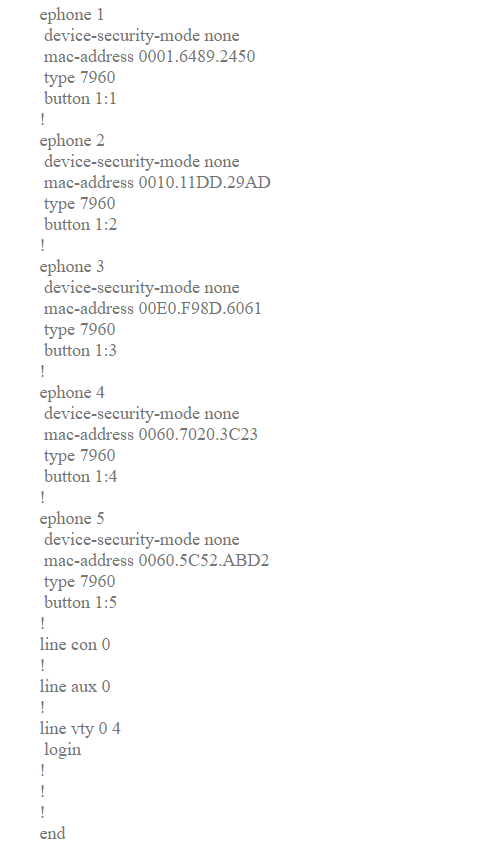 ephone 1
device-security-mode none
mac-address 0001.6489.2450
type 7960
button 1:1
!
ephone 2
device-security-mode none
mac-address 0010.11DD.29AD
type 7960
button 1:2
!
ephone 3
device-security-mode none
mac-address 00E0.F98D.6061
type 7960
button 1:3
!
ephone 4
device-security-mode none
mac-address 0060.7020.3C23
type 7960
button 1:4
!
ephone 5
device-security-mode none
mac-address 0060.5C52.ABD2
type 7960
button 1:5
!
line con 0
!
line aux 0
!
line vty 0 4
login
!
!
!
end